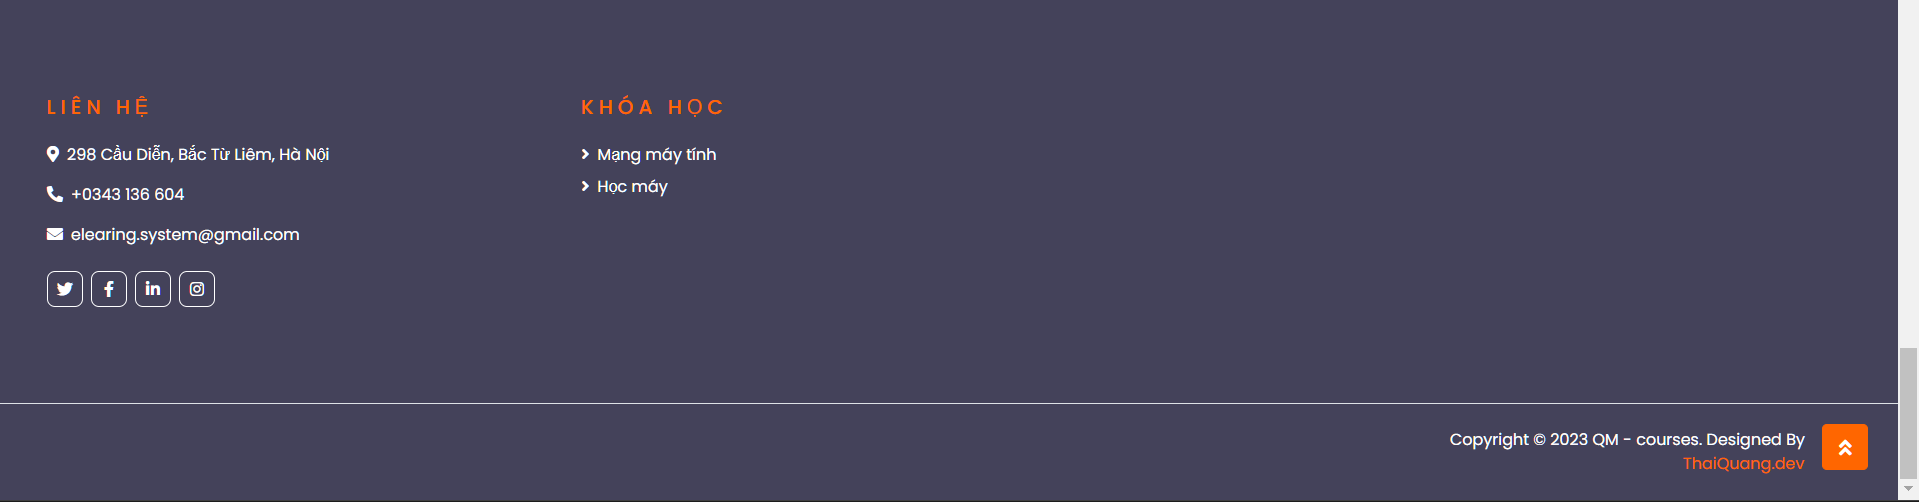 LIÊN HỆ
298 Cầu Diễn, Bắc Từ Liêm, Hà Nội
+0343 136 604
elearing.system@gmail.com
KHÓA HỌC
Mạng máy tính
Học máy
Copyright © 2023 QM - courses. Designed By
ThaiQuang.dev